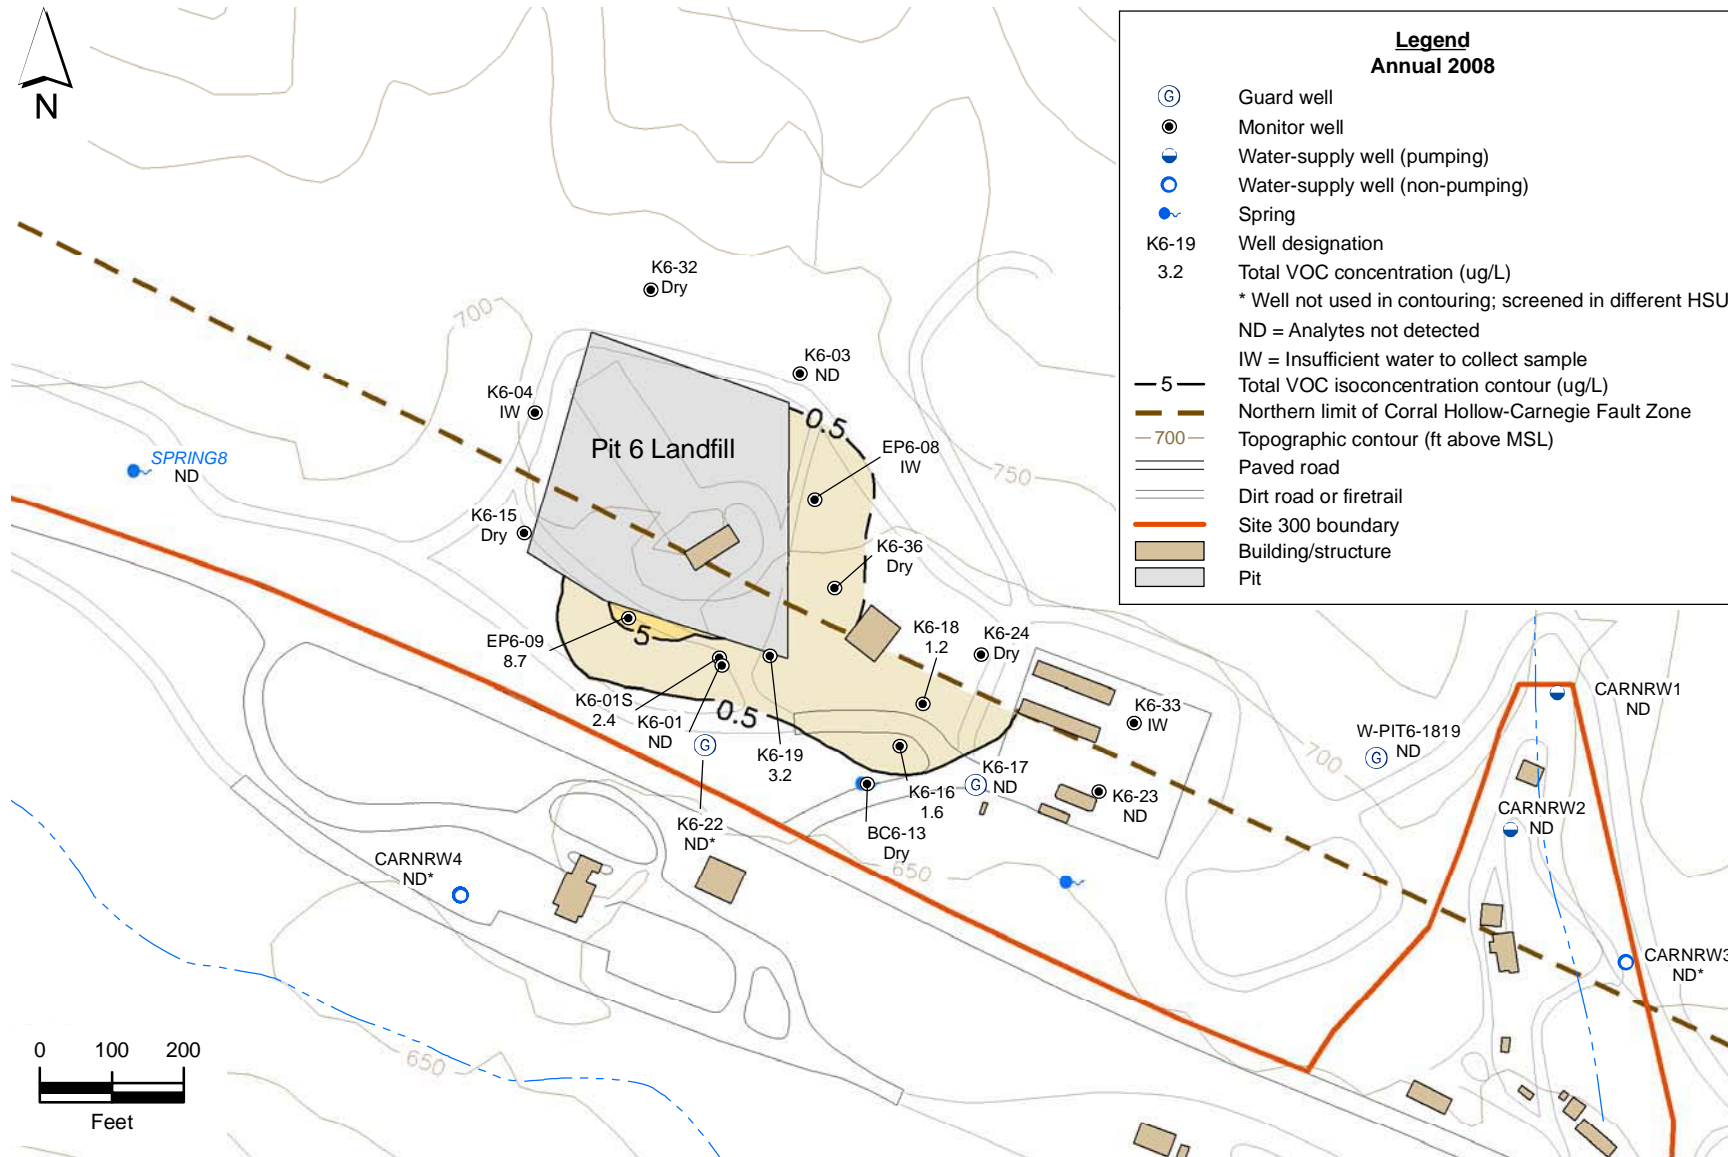 N
Legend
Annual 2008
Guard well
Monitor well
Water-supply well (pumping)
Water-supply well (non-pumping)
Spring
K6-19 Well designation
3.2 Total VOC concentration (ug/L)
* Well not used in contouring; screened in different HSU
ND = Analytes not detected
IW = Insufficient water to collect sample
5 Total VOC isoconcentration contour (ug/L)
Northern limit of Corral Hollow-Carnegie Fault Zone
700 Topographic contour (ft above MSL)
Paved road
Dirt road or firetrail
Site 300 boundary
Building/structure
Pit
G
K6-32
Dry
700
K6-03
ND
K6-04
IW
0.5
Pit 6 Landfill
EP6-08
IW
SPRING8
ND
750
K6-15
Dry
K6-36
Dry
EP6-09
8.7
5
K6-18
1.2
K6-24
Dry
K6-01S
2.4
K6-01
ND
0.5
K6-19
3.2
K6-33
IW
CARNRW1
ND
W-PIT6-1819
ND
G
700
G
K6-17
ND
G
K6-16
1.6
K6-23
ND
CARNRW2
ND
K6-22
ND*
BC6-13
Dry
650
CARNRW4
ND*
CARNRW3
ND*
650
0 100 200
Feet